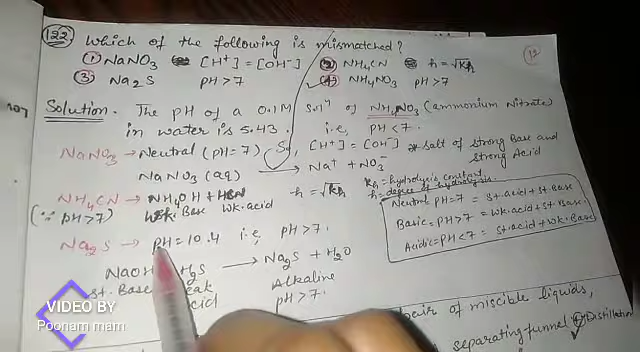 122. Which of the following is mismatched?
① NaNO₃ [H⁺] = [OH⁻] ② NH₄CN h = √Kh
③ Na₂S pH > 7 ④ NH₄NO₃ pH > 7
Solution. The pH of a 0.1M sol.ⁿ of NH₄NO₃ (ammonium Nitrate)
in water is 5.43. i.e, pH < 7.
NaNO₃ → Neutral (pH = 7) [H⁺] = [OH⁻] salt of strong Base and
strong Acid
NaNO₃ (aq) → Na⁺ + NO₃⁻
Kh = hydrolysis constant
NH₄CN → NH₄OH + HCN h = √Kh h = degree of hydrolysis
(∵ pH > 7) Wk. Base Wk. acid
Neutral pH = 7 = St. acid + St. Base
Basic = pH > 7 = Wk. acid + St. Base
Acidic = pH < 7 = St. acid + Wk. Base
Na₂S → pH = 10.4 i.e, pH > 7.
NaOH H₂S → Na₂S + H₂O
St. Base Alkaline
acid pH > 7.
of miscible liquids,
separating funnel Distillation
VIDEO BY
Poonam mam